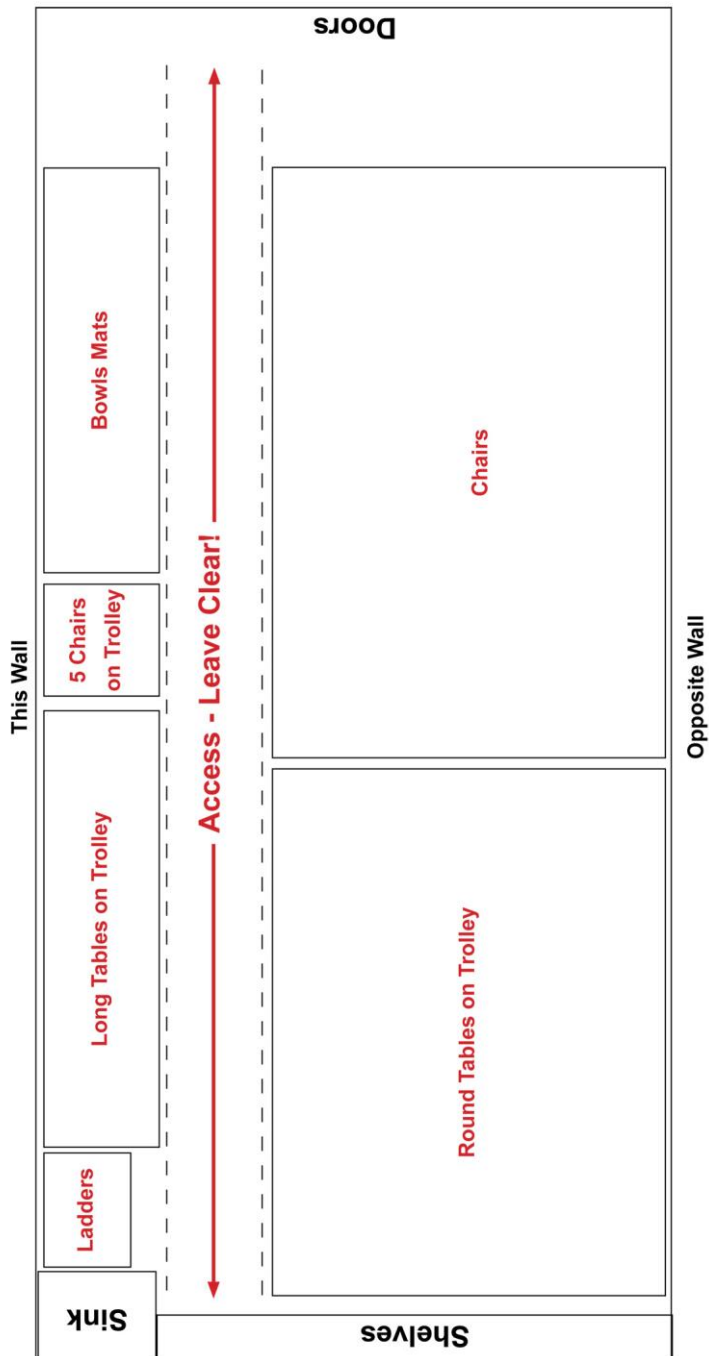 Doors
This Wall
Bowls Mats
5 Chairs
on Trolley
Long Tables on Trolley
Ladders
Sink
Access - Leave Clear!
Chairs
Round Tables on Trolley
Shelves
Opposite Wall